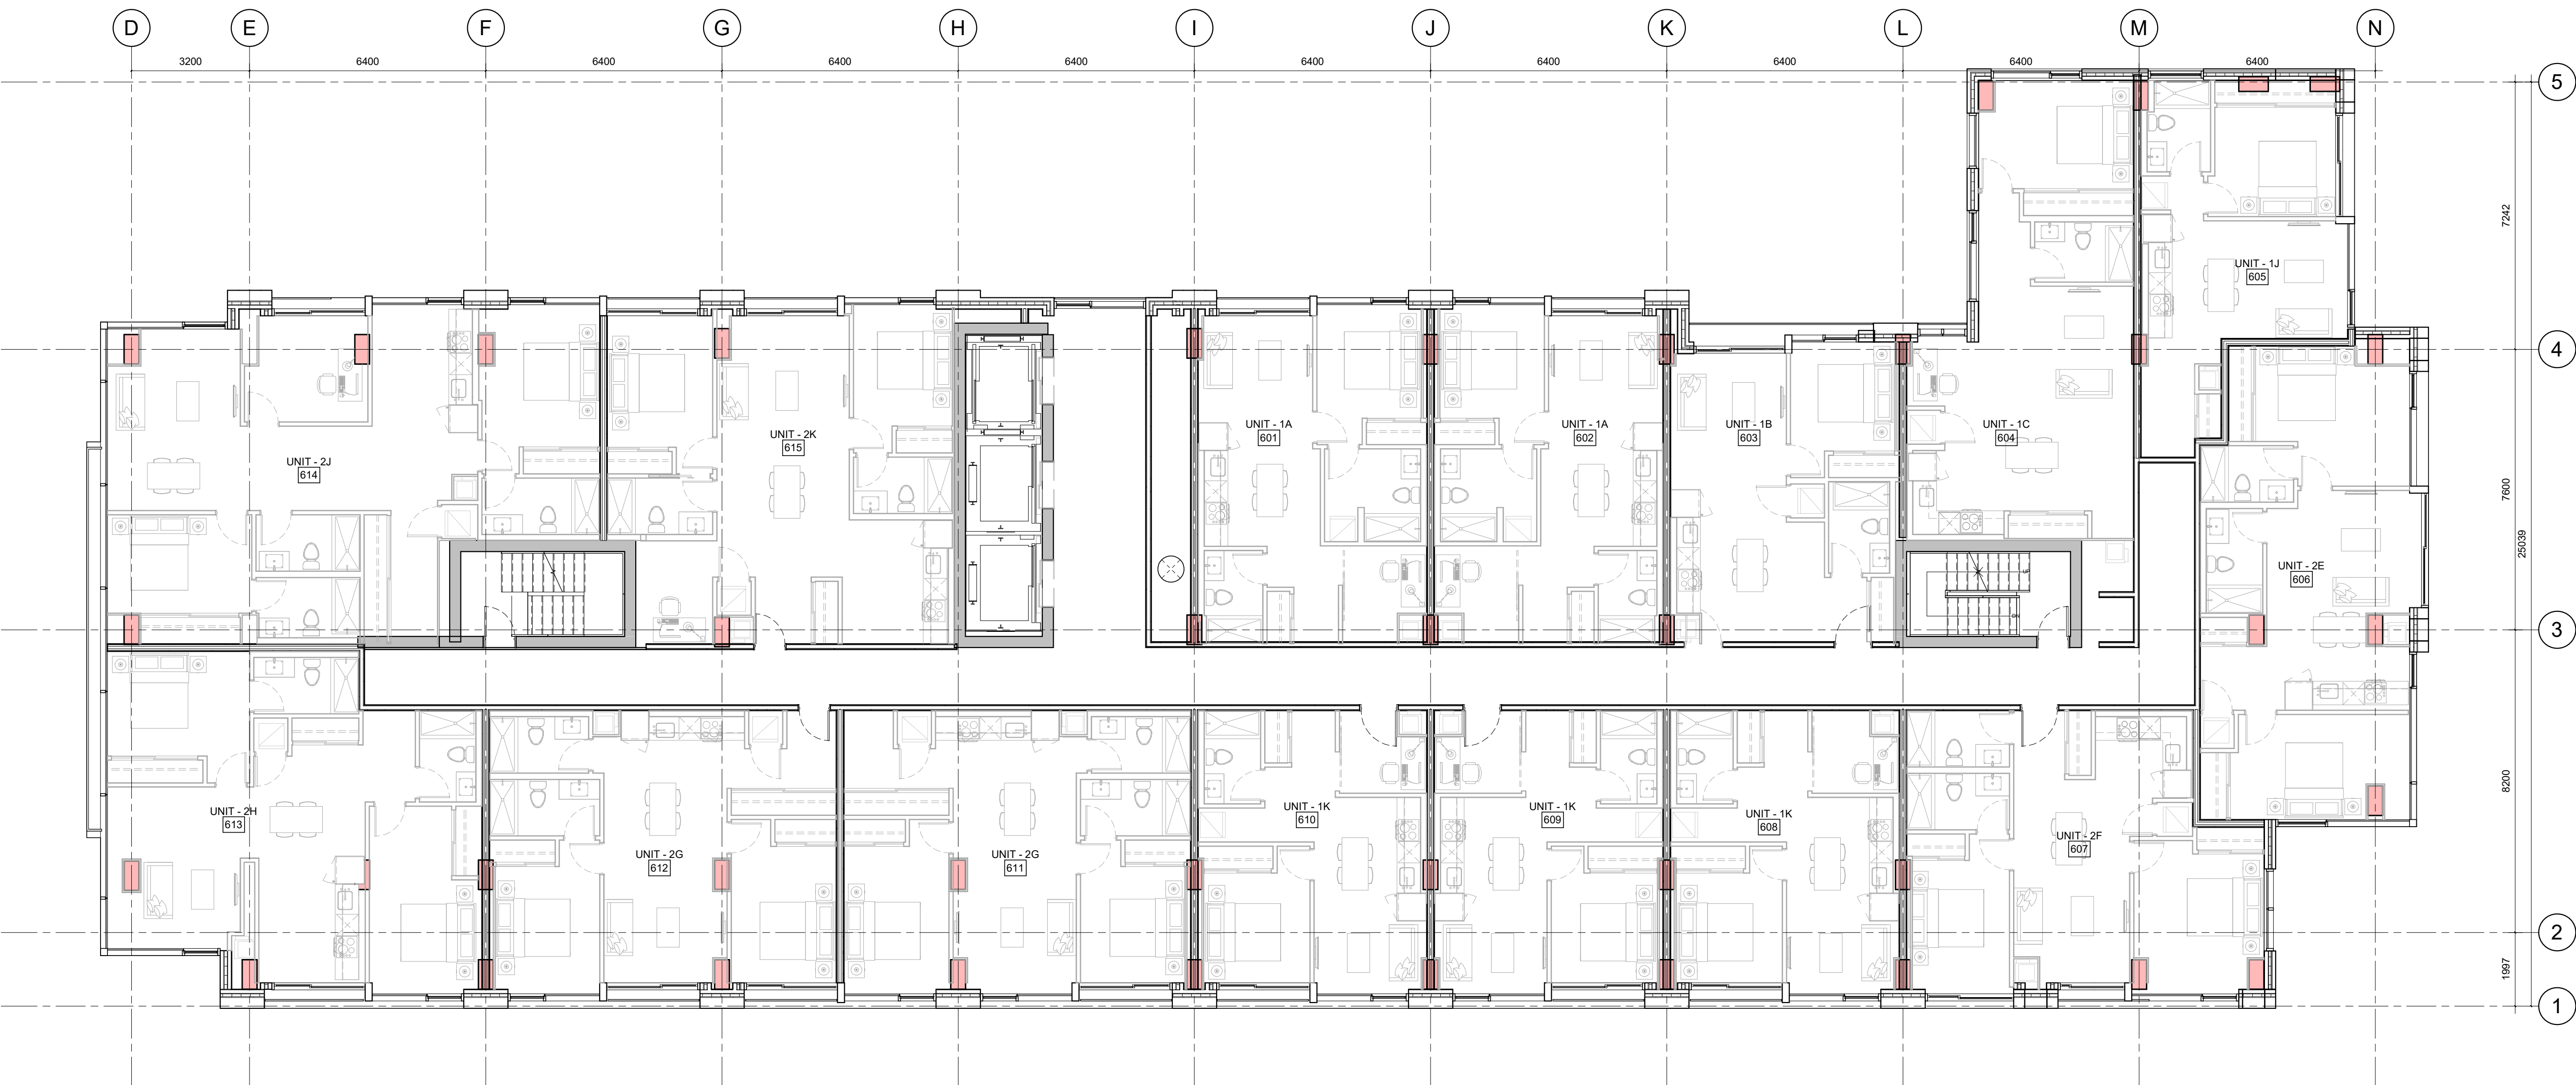 D E F G H I J K L M N
3200 6400 6400 6400 6400 6400 6400 6400 6400 6400
5
7242
UNIT - 1J
605
4
UNIT - 2J
614
UNIT - 2K
615
UNIT - 1A
601
UNIT - 1A
602
UNIT - 1B
603
UNIT - 1C
604
7600
25039
UNIT - 2E
606
3
8200
UNIT - 2H
613
UNIT - 2G
612
UNIT - 2G
611
UNIT - 1K
610
UNIT - 1K
609
UNIT - 1K
608
UNIT - 2F
607
2
1997
1